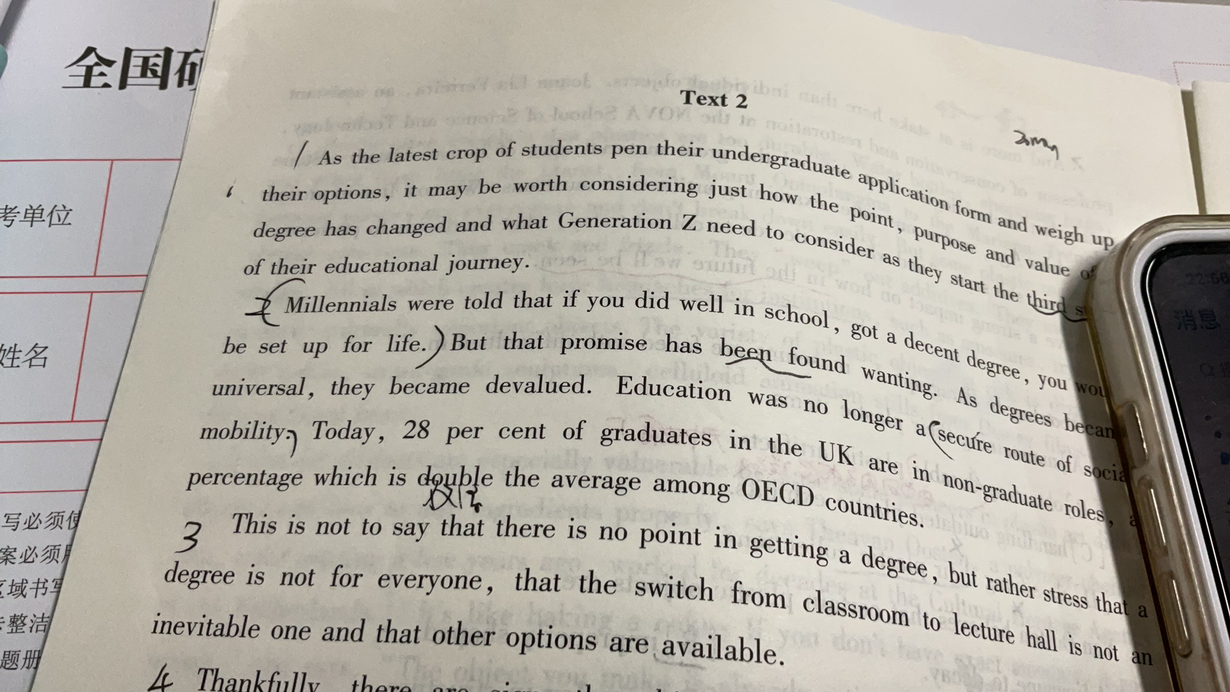 全国硕
考单位
姓名
写必须使
案必须用
区域书写
整洁
题册
Text 2
1 As the latest crop of students pen their undergraduate application form and weigh up
their options, it may be worth considering just how the point, purpose and value of
degree has changed and what Generation Z need to consider as they start the third
of their educational journey.
2 (Millennials were told that if you did well in school, got a decent degree, you
be set up for life.) But that promise has been found wanting. As degrees
universal, they became devalued. Education was no longer a (secure route of
mobility. Today, 28 per cent of graduates in the UK are in non-graduate roles,
percentage which is double the average among OECD countries.
3 This is not to say that there is no point in getting a degree, but rather stress that a
degree is not for everyone, that the switch from classroom to lecture hall is not an
inevitable one and that other options are available.
4 Thankfully, there are
消息